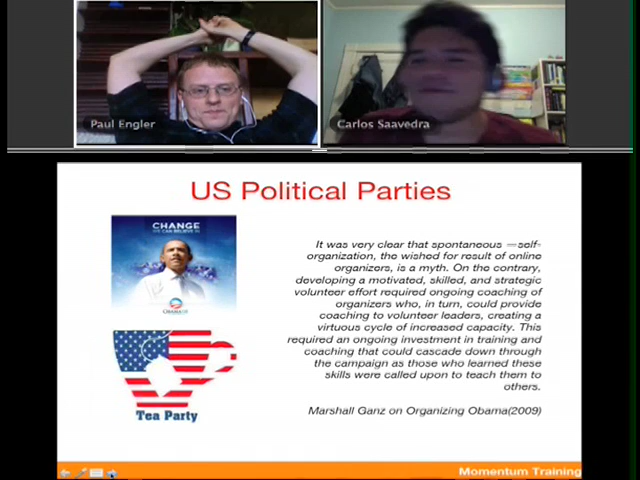 Paul Engler
Carlos Saavedra
US Political Parties
CHANGE
WE CAN BELIEVE IN
It was very clear that spontaneous —self-
organization, the wished for result of online
organizers, is a myth. On the contrary,
developing a motivated, skilled, and strategic
volunteer effort required ongoing coaching of
organizers who, in turn, could provide
coaching to volunteer leaders, creating a
virtuous cycle of increased capacity. This
required an ongoing investment in training and
coaching that could cascade down through
the campaign as those who learned these
skills were called upon to teach them to
others.
Tea Party
Marshall Ganz on Organizing Obama(2009)
Momentum Training